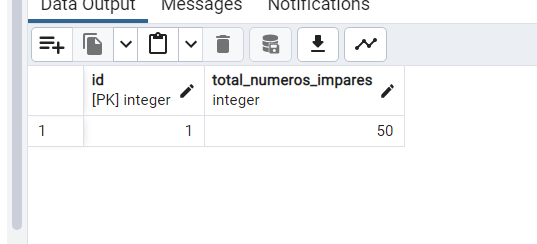 Data Output Messages Notifications
id total_numeros_impares
[PK] integer integer
1 1 50